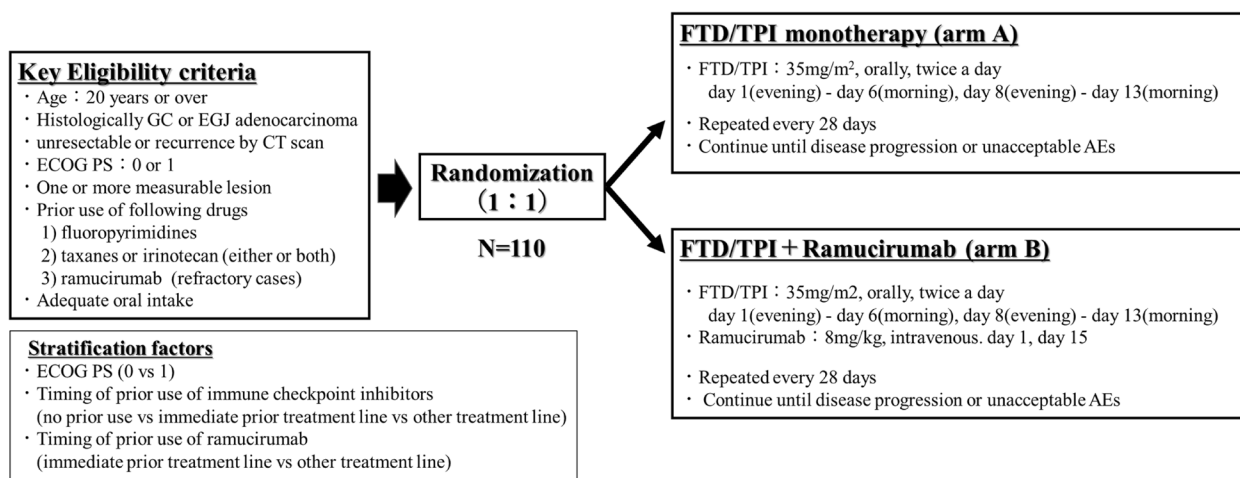 Key Eligibility criteria
・Age：20 years or over
・Histologically GC or EGJ adenocarcinoma
・unresectable or recurrence by CT scan
・ECOG PS：0 or 1
・One or more measurable lesion
・Prior use of following drugs
1) fluoropyrimidines
2) taxanes or irinotecan (either or both)
3) ramucirumab (refractory cases)
・Adequate oral intake
Stratification factors
・ECOG PS (0 vs 1)
・Timing of prior use of immune checkpoint inhibitors
(no prior use vs immediate prior treatment line vs other treatment line)
・Timing of prior use of ramucirumab
(immediate prior treatment line vs other treatment line)
Randomization
（1：1）
N=110
FTD/TPI monotherapy (arm A)
・FTD/TPI：35mg/m², orally, twice a day
day 1(evening) - day 6(morning), day 8(evening) - day 13(morning)
・Repeated every 28 days
・Continue until disease progression or unacceptable AEs
FTD/TPI＋Ramucirumab (arm B)
・FTD/TPI：35mg/m2, orally, twice a day
day 1(evening) - day 6(morning), day 8(evening) - day 13(morning)
・Ramucirumab：8mg/kg, intravenous. day 1, day 15
・Repeated every 28 days
・Continue until disease progression or unacceptable AEs